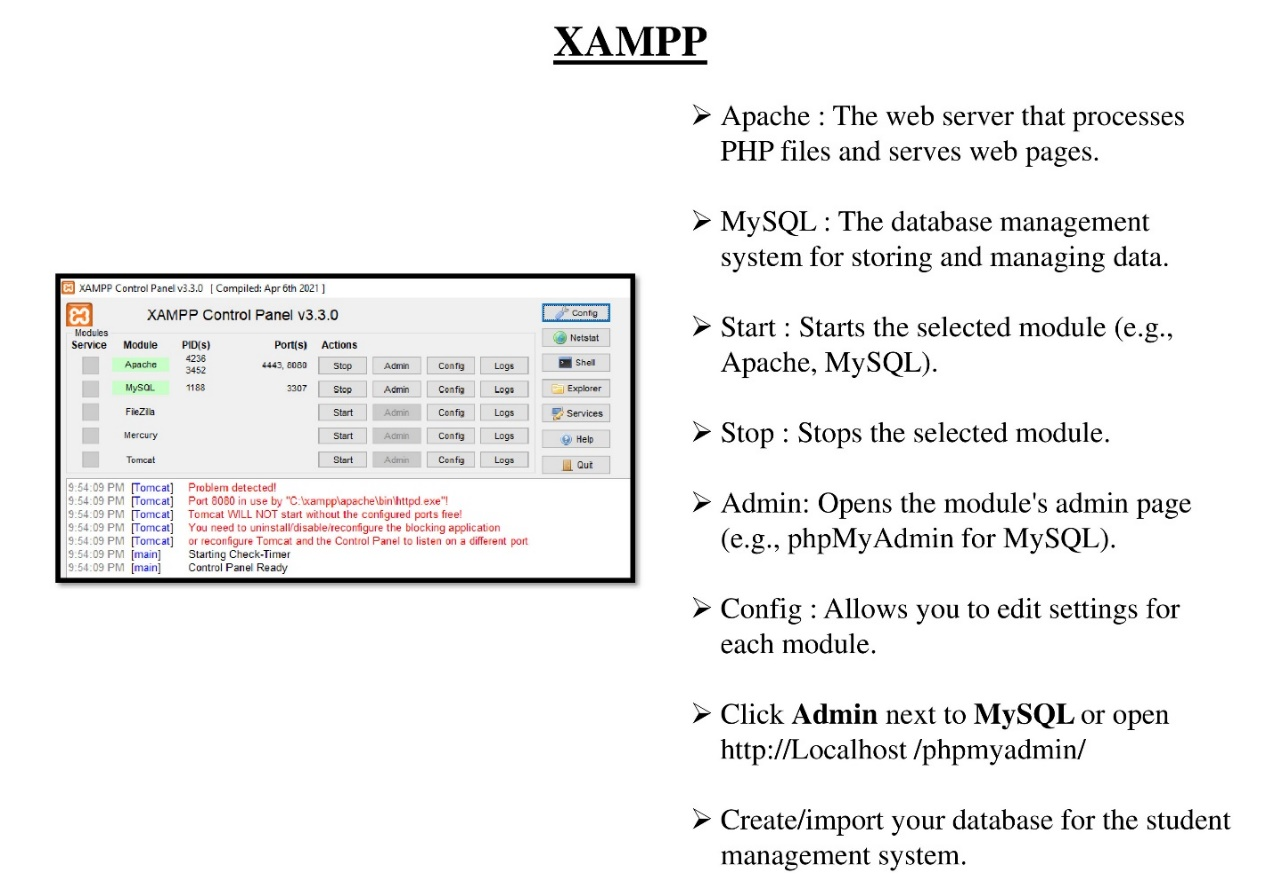 XAMPP
XAMPP Control Panel v3.3.0 [ Compiled: Apr 6th 2021 ]
XAMPP Control Panel v3.3.0
Config
Modules
Service Module PID(s) Port(s) Actions
Netstat
Apache 4236 3452 4443, 8080 Stop Admin Config Logs
Shell
MySQL 1188 3307 Stop Admin Config Logs
Explorer
FileZilla Start Admin Config Logs
Services
Mercury Start Admin Config Logs
Help
Tomcat Start Admin Config Logs
Quit
9:54:09 PM [Tomcat] Problem detected!
9:54:09 PM [Tomcat] Port 8080 in use by "C:\xampp\apache\bin\httpd.exe"!
9:54:09 PM [Tomcat] Tomcat WILL NOT start without the configured ports free!
9:54:09 PM [Tomcat] You need to uninstall/disable/reconfigure the blocking application
9:54:09 PM [Tomcat] or reconfigure Tomcat and the Control Panel to listen on a different port
9:54:09 PM [main] Starting Check-Timer
9:54:09 PM [main] Control Panel Ready
➢ Apache : The web server that processes
PHP files and serves web pages.
➢ MySQL : The database management
system for storing and managing data.
➢ Start : Starts the selected module (e.g.,
Apache, MySQL).
➢ Stop : Stops the selected module.
➢ Admin: Opens the module's admin page
(e.g., phpMyAdmin for MySQL).
➢ Config : Allows you to edit settings for
each module.
➢ Click Admin next to MySQL or open
http://Localhost /phpmyadmin/
➢ Create/import your database for the student
management system.